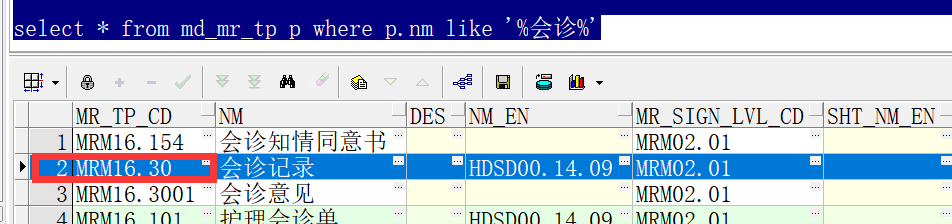 select * from md_mr_tp p where p.nm like '%会诊%'
MR_TP_CD NM DES NM_EN MR_SIGN_LVL_CD SHT_NM_EN
1 MRM16.154 会诊知情同意书 MRM02.01
2 MRM16.30 会诊记录 HDSD00.14.09 MRM02.01
3 MRM16.3001 会诊意见 MRM02.01
4 MRM16.101 护理会诊单 HDSD00.14.09 MRM02.01